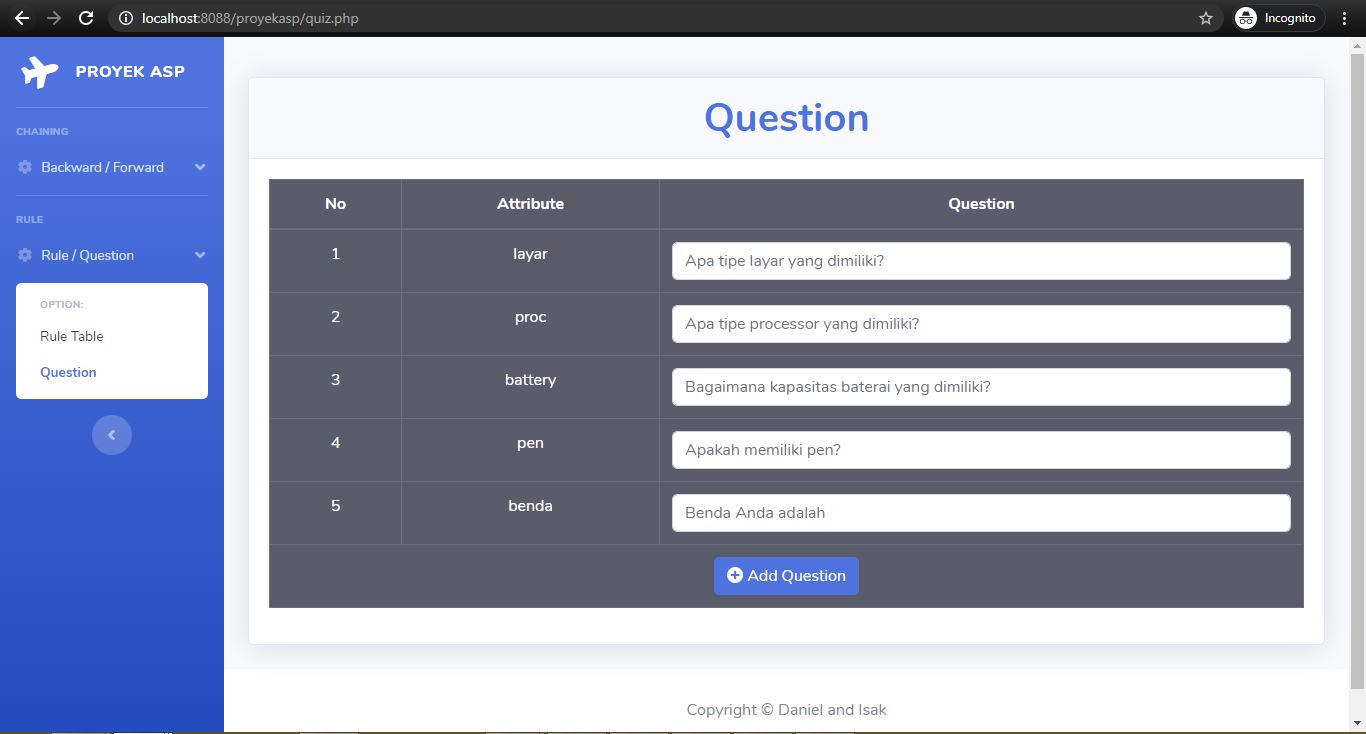 localhost:8088/proyekasp/quiz.php
Incognito
PROYEK ASP
CHAINING
Backward / Forward
RULE
Rule / Question
OPTION:
Rule Table
Question
Question
No Attribute Question
1 layar Apa tipe layar yang dimiliki?
2 proc Apa tipe processor yang dimiliki?
3 battery Bagaimana kapasitas baterai yang dimiliki?
4 pen Apakah memiliki pen?
5 benda Benda Anda adalah
Add Question
Copyright © Daniel and Isak